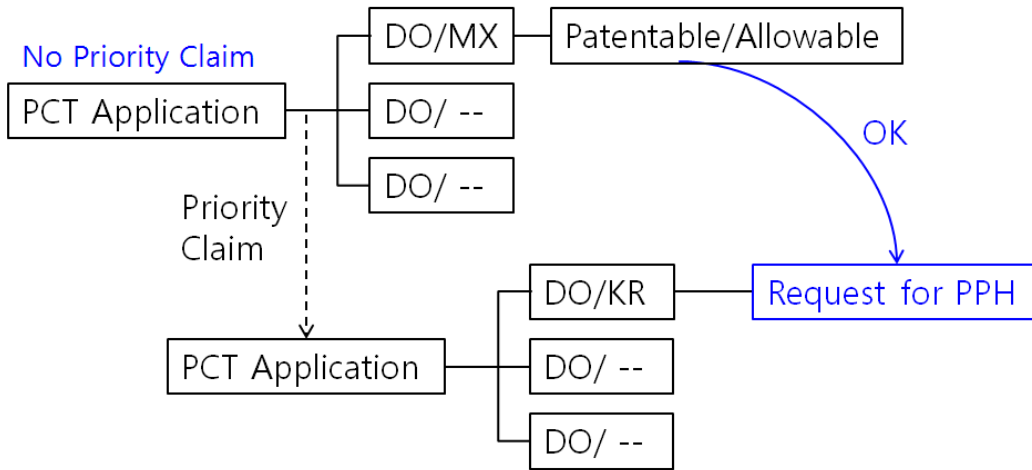 No Priority Claim
PCT Application
DO/MX
Patentable/Allowable
DO/ --
DO/ --
OK
Priority
Claim
DO/KR
Request for PPH
PCT Application
DO/ --
DO/ --